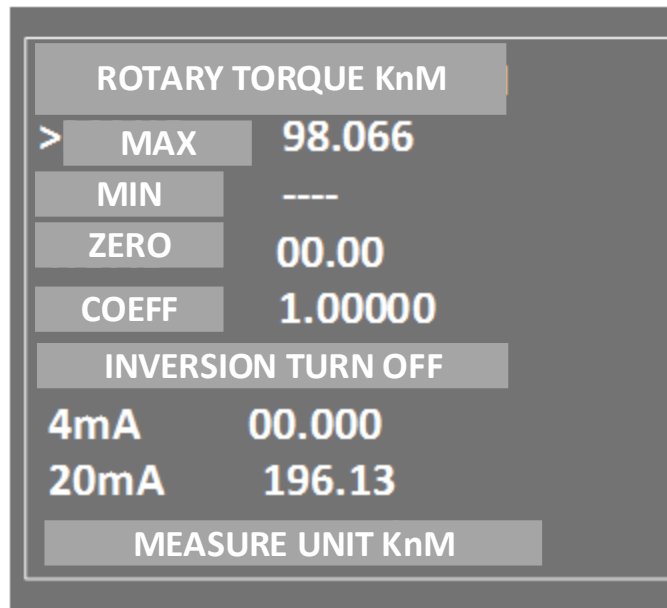 ROTARY TORQUE KnM
> MAX 98.066
MIN ----
ZERO 00.00
COEFF 1.00000
INVERSION TURN OFF
4mA 00.000
20mA 196.13
MEASURE UNIT KnM